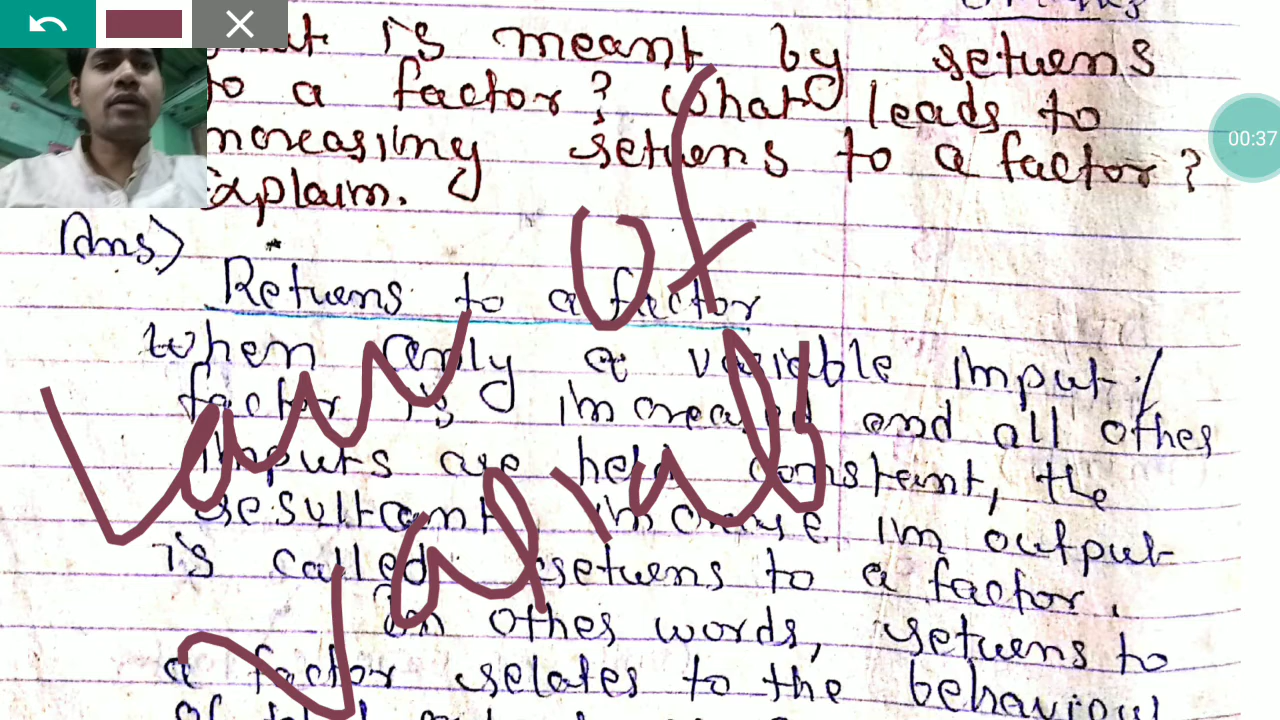 is meant by returns
to a factor? What leads to
increasing returns to a factor?
Explain.
Ans)
Returns to a factor
When only a variable input/
factor is increased and all other
inputs are held constant, the
resultant increase in output
is called returns to a factor.
In other words, returns to
a factor relates to the behaviour
Law of
00:37